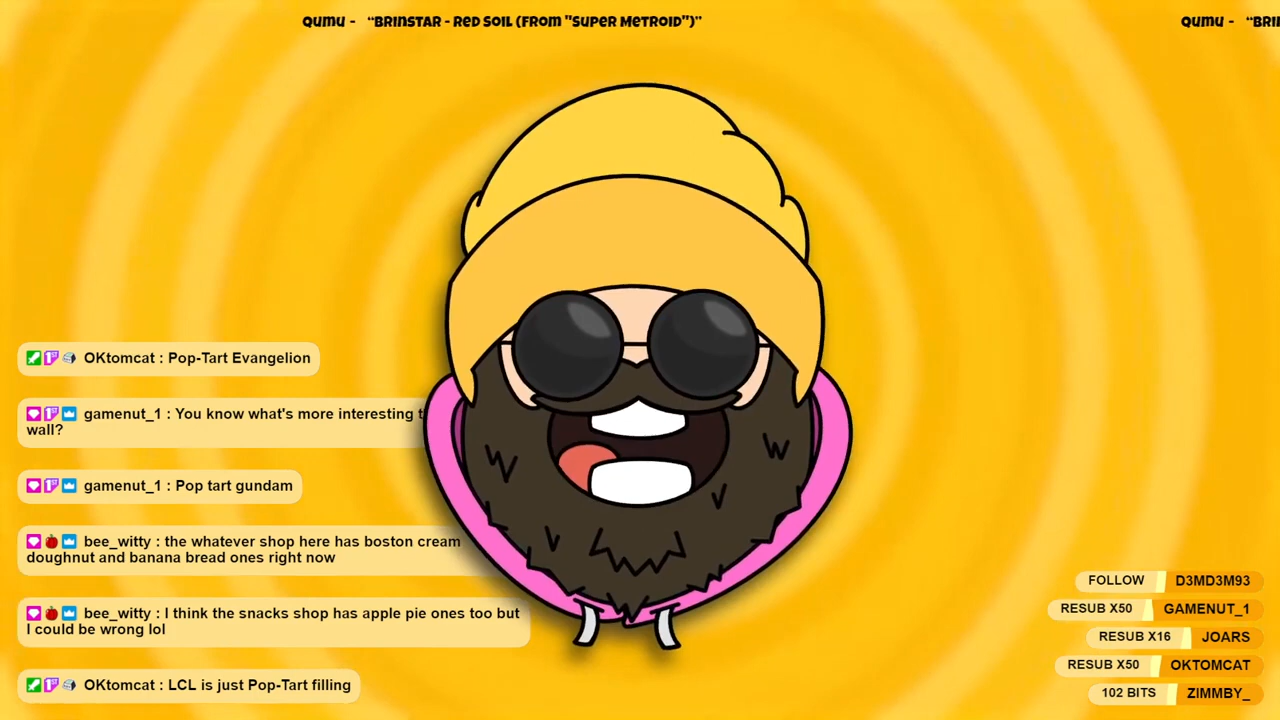 Qumu - "Brinstar - Red Soil (From "Super Metroid")"
Qumu - "BRI
OKtomcat : Pop-Tart Evangelion
gamenut_1 : You know what's more interesting
wall?
gamenut_1 : Pop tart gundam
bee_witty : the whatever shop here has boston cream
doughnut and banana bread ones right now
bee_witty : I think the snacks shop has apple pie ones too but
I could be wrong lol
OKtomcat : LCL is just Pop-Tart filling
FOLLOW D3MD3M93
RESUB X50 GAMENUT_1
RESUB X16 JOARS
RESUB X50 OKTOMCAT
102 BITS ZIMMBY_